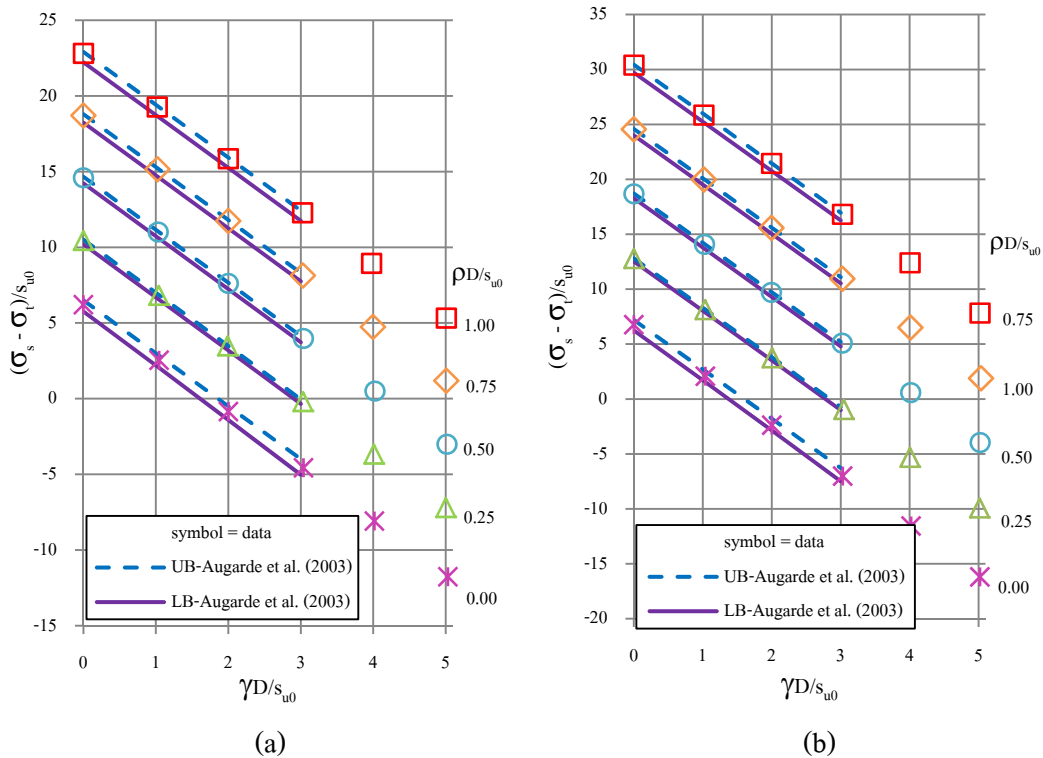 25
20
15
10
5
0
-5
-10
-15
(σs - σt)/su0
0 1 2 3 4 5
γD/su0
ρD/su0
1.00
0.75
0.50
0.25
0.00
symbol = data
UB-Augarde et al. (2003)
LB-Augarde et al. (2003)
(a)
35
30
25
20
15
10
5
0
-5
-10
-15
-20
(σs - σt)/su0
0 1 2 3 4 5
γD/su0
ρD/su0
0.75
1.00
0.50
0.25
0.00
symbol = data
UB-Augarde et al. (2003)
LB-Augarde et al. (2003)
(b)